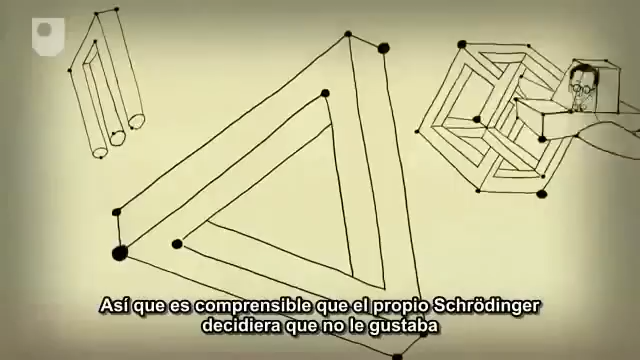 Así que es comprensible que el propio Schrödinger
decidiera que no le gustaba